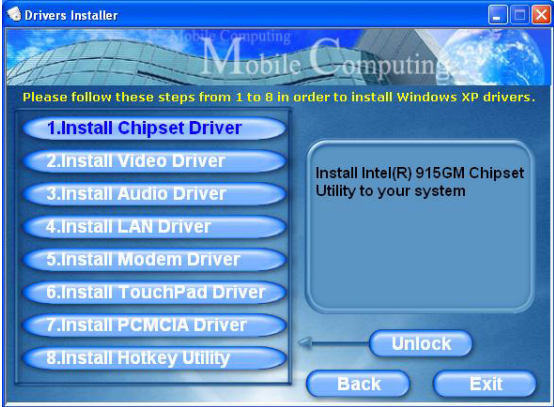 Drivers Installer
Mobile Computing
Mobile Computing
Please follow these steps from 1 to 8 in order to install Windows XP drivers.
1.Install Chipset Driver
2.Install Video Driver
3.Install Audio Driver
4.Install LAN Driver
5.Install Modem Driver
6.Install TouchPad Driver
7.Install PCMCIA Driver
8.Install Hotkey Utility
Install Intel(R) 915GM Chipset
Utility to your system
Unlock
Back
Exit